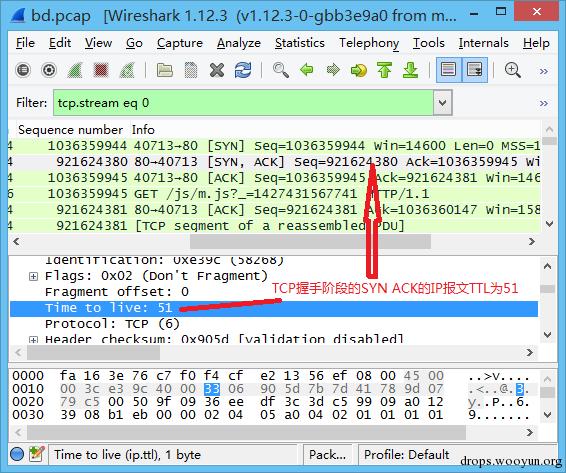 bd.pcap [Wireshark 1.12.3 (v1.12.3-0-gbb3e9a0 from m...
File Edit View Go Capture Analyze Statistics Telephony Tools Internals Help
Filter: tcp.stream eq 0
Sequence number Info
4 1036359944 40713→80 [SYN] Seq=1036359944 Win=14600 Len=0 MSS=1
4 921624380 80→40713 [SYN, ACK] Seq=921624380 Ack=1036359945 Wi
4 1036359945 40713→80 [ACK] Seq=1036359945 Ack=921624381 Win=146
6 1036359945 GET /js/m.js?_=1427431567741 HTTP/1.1
4 921624381 80→40713 [ACK] Seq=921624381 Ack=1036360147 Win=158
4 921624381 [TCP segment of a reassembled PDU]
Identification: 0xe39c (58268)
Flags: 0x02 (Don't Fragment)
Fragment offset: 0
TCP握手阶段的SYN ACK的IP报文TTL为51
Time to live: 51
Protocol: TCP (6)
Header checksum: 0x905d [validation disabled]
0000 fa 16 3e 76 c7 f0 f4 cf e2 13 56 ef 08 00 45 00 ..>v....
0010 00 3c e3 9c 40 00 33 06 90 5d 7b 7d 41 78 9d 07 .<..@.3.
0020 79 c5 00 50 9f 09 36 ee df 3c 3d c5 99 09 a0 12 y..P..6.
0030 39 08 b1 eb 00 00 02 04 05 a0 04 02 01 01 01 01 9.......
Time to live (ip.ttl), 1 byte Pack... Profile: Default
drops.wooyun.org